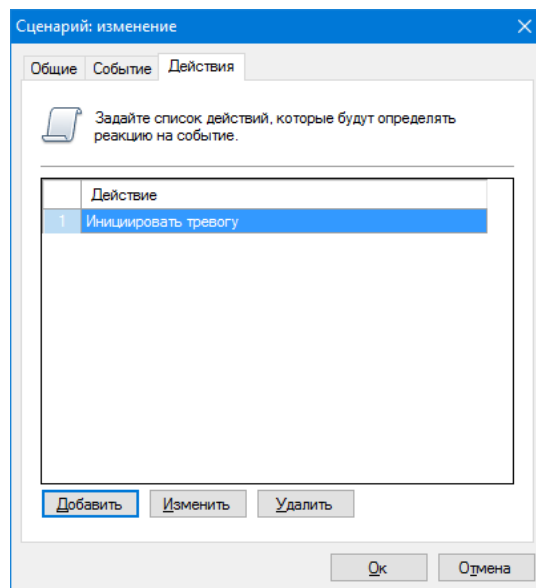 Сценарий: изменение
Общие Событие Действия
Задайте список действий, которые будут определять
реакцию на событие.
Действие
1 Инициировать тревогу
Добавить Изменить Удалить
Ок Отмена